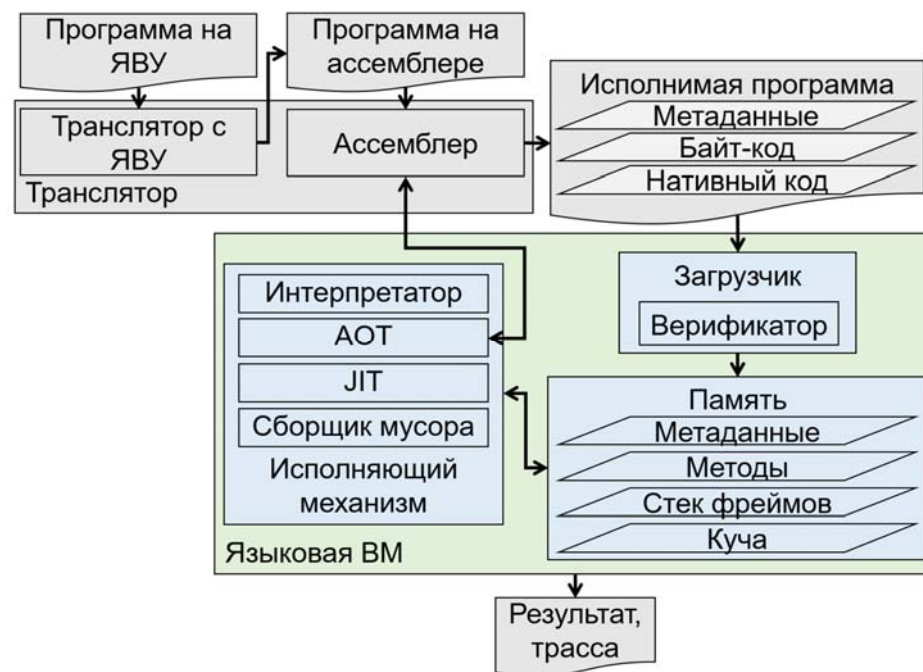 Программа на
ЯВУ
Программа на
ассемблере
Транслятор с
ЯВУ
Ассемблер
Транслятор
Исполнимая программа
Метаданные
Байт-код
Нативный код
Интерпретатор
АОТ
JIT
Сборщик мусора
Исполняющий
механизм
Загрузчик
Верификатор
Память
Метаданные
Методы
Стек фреймов
Куча
Языковая ВМ
Результат,
трасса